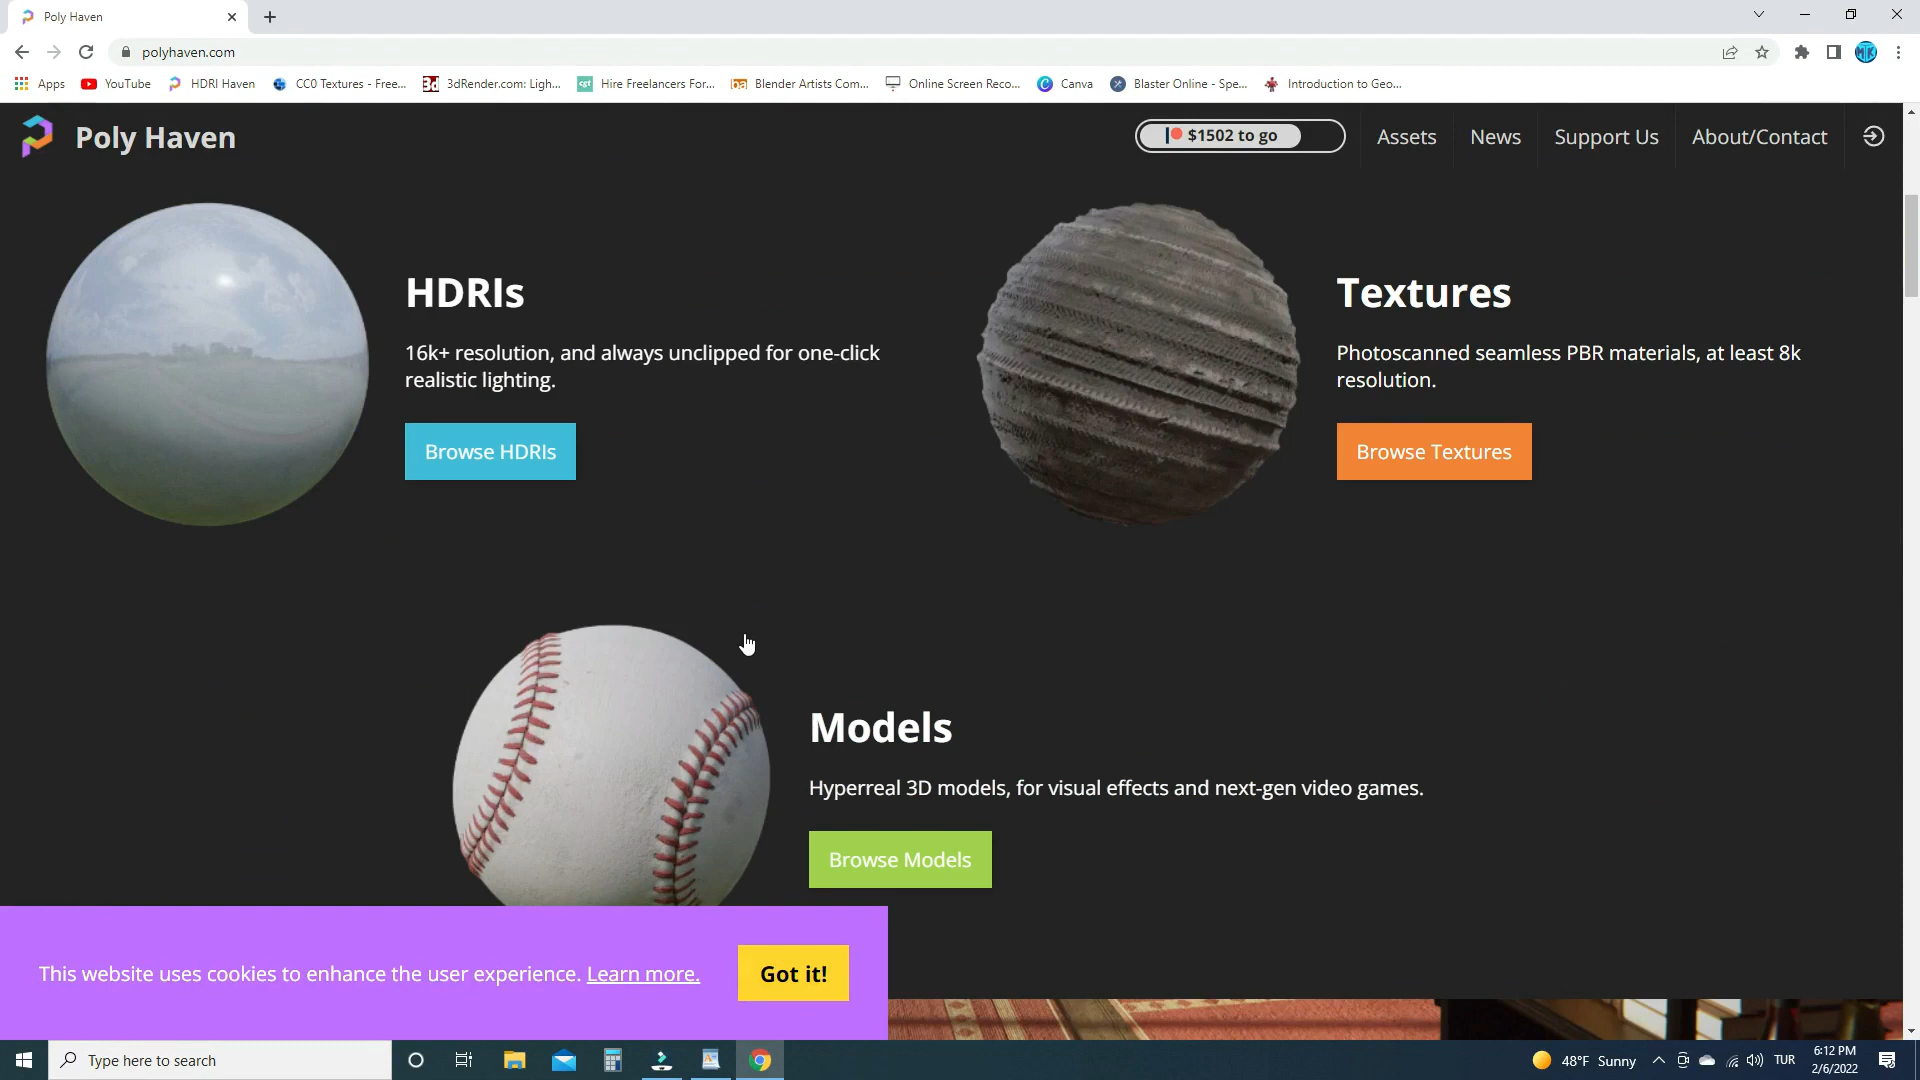 Poly Haven
polyhaven.com
Apps
YouTube
HDRI Haven
CC0 Textures - Free...
3dRender.com: Ligh...
Hire Freelancers For...
Blender Artists Com...
Online Screen Reco...
Canva
Blaster Online - Spe...
Introduction to Geo...
Poly Haven
$1502 to go
Assets
News
Support Us
About/Contact
HDRIs
16k+ resolution, and always unclipped for one-click
realistic lighting.
Browse HDRIs
Textures
Photoscanned seamless PBR materials, at least 8k
resolution.
Browse Textures
Models
Hyperreal 3D models, for visual effects and next-gen video games.
Browse Models
This website uses cookies to enhance the user experience. Learn more.
Got it!
Type here to search
48°F Sunny
TUR
6:12 PM
2/6/2022